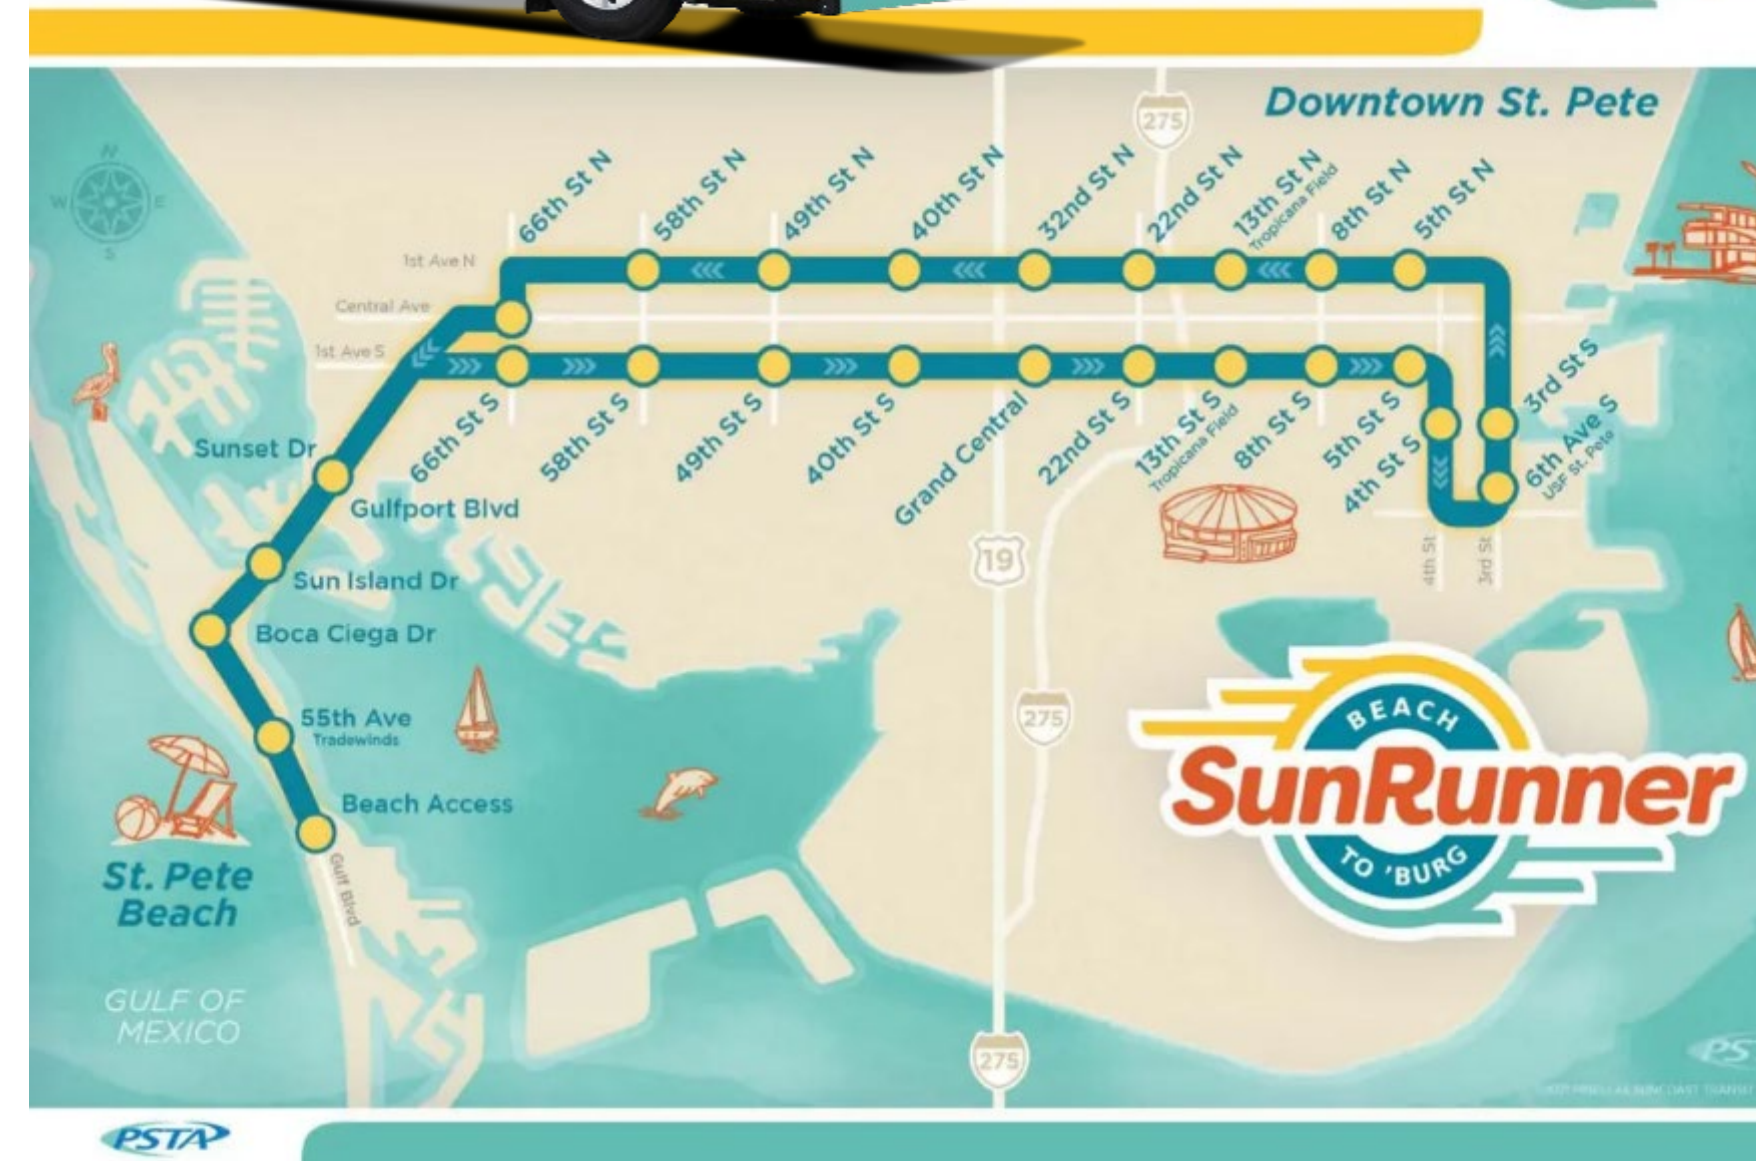 Downtown St. Pete
275
N
W
E
S
66th St N
58th St N
49th St N
40th St N
32nd St N
22nd St N
13th St N
Tropicana Field
8th St N
5th St N
1st Ave N
Central Ave
1st Ave S
66th St S
58th St S
49th St S
40th St S
Grand Central
22nd St S
13th St S
Tropicana Field
8th St S
5th St S
4th St S
3rd St S
6th Ave S
USF St. Pete
4th St
3rd St
Sunset Dr
Gulfport Blvd
Sun Island Dr
Boca Ciega Dr
55th Ave
Tradewinds
Beach Access
Gulf Blvd
St. Pete
Beach
GULF OF
MEXICO
19
275
275
BEACH
SunRunner
TO 'BURG
PS
PSTA